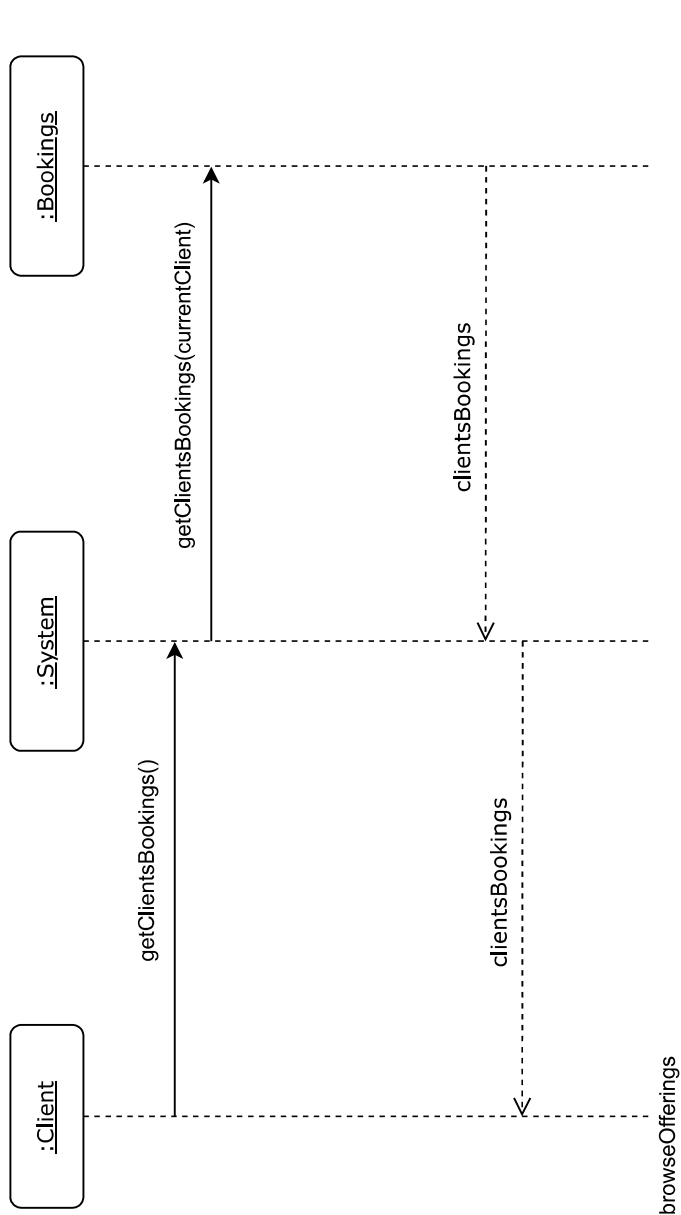 :Client
:System
:Bookings
getClientsBookings()
getClientsBookings(currentClient)
clientsBookings
clientsBookings
browseOfferings